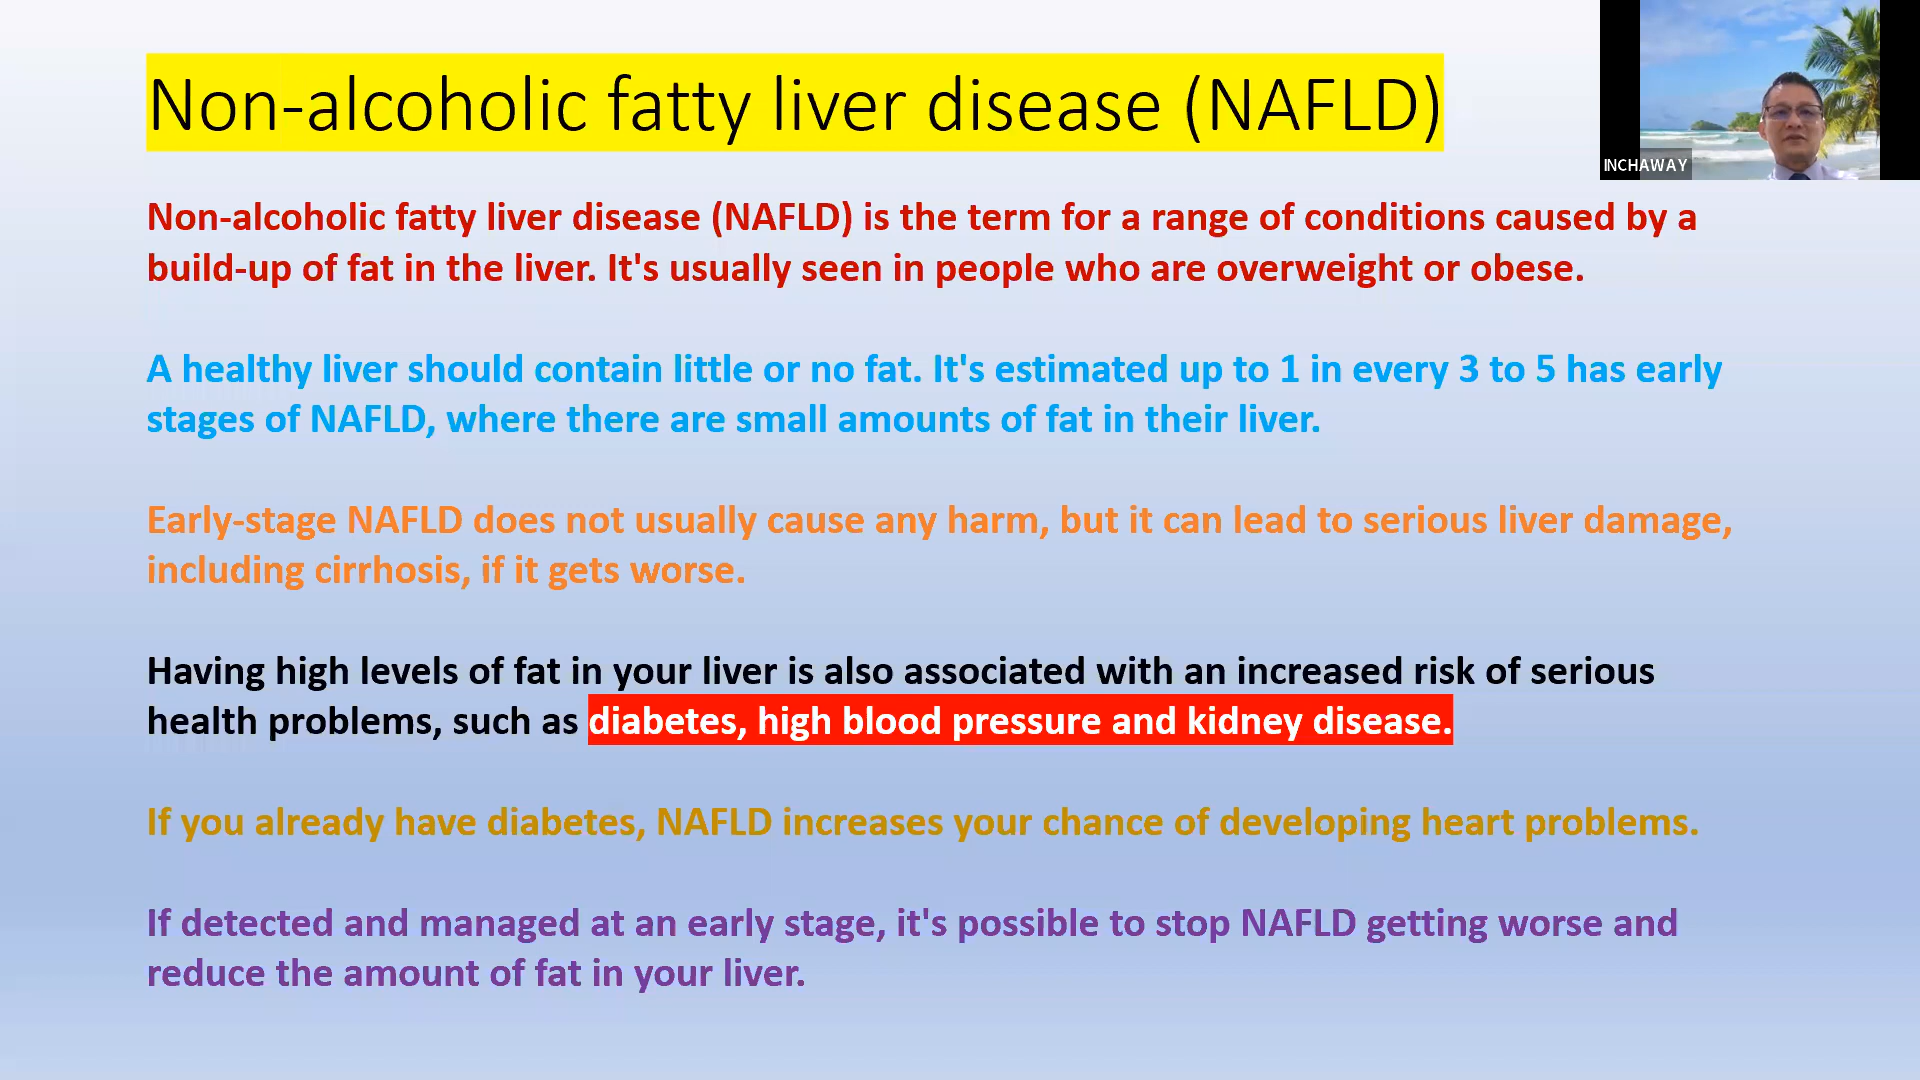 Non-alcoholic fatty liver disease (NAFLD)
INCHAWAY
Non-alcoholic fatty liver disease (NAFLD) is the term for a range of conditions caused by a
build-up of fat in the liver. It's usually seen in people who are overweight or obese.
A healthy liver should contain little or no fat. It's estimated up to 1 in every 3 to 5 has early
stages of NAFLD, where there are small amounts of fat in their liver.
Early-stage NAFLD does not usually cause any harm, but it can lead to serious liver damage,
including cirrhosis, if it gets worse.
Having high levels of fat in your liver is also associated with an increased risk of serious
health problems, such as diabetes, high blood pressure and kidney disease.
If you already have diabetes, NAFLD increases your chance of developing heart problems.
If detected and managed at an early stage, it's possible to stop NAFLD getting worse and
reduce the amount of fat in your liver.